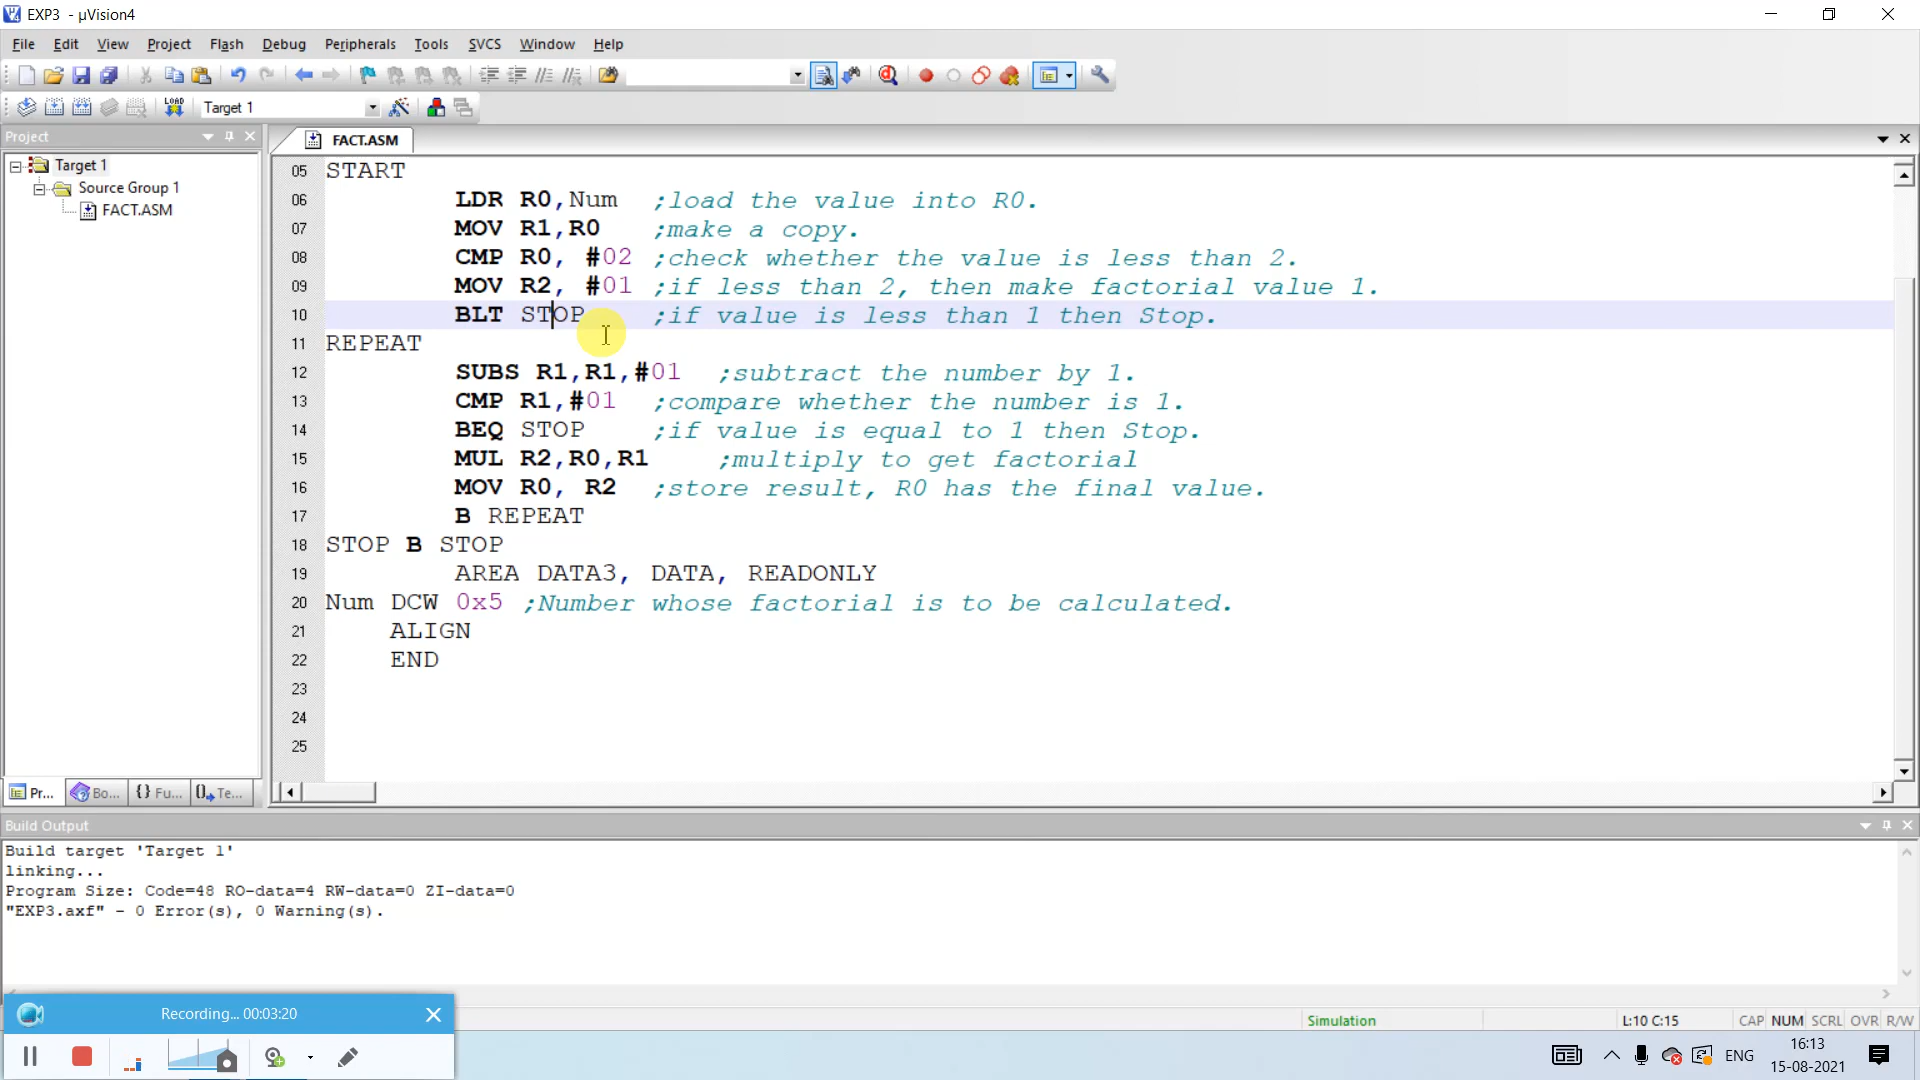 EXP3 - µVision4
File Edit View Project Flash Debug Peripherals Tools SVCS Window Help
LOAD Target 1
Project
FACT.ASM
Target 1
Source Group 1
FACT.ASM
05 START
06 LDR R0,Num ;load the value into R0.
07 MOV R1,R0 ;make a copy.
08 CMP R0, #02 ;check whether the value is less than 2.
09 MOV R2, #01 ;if less than 2, then make factorial value 1.
10 BLT STOP ;if value is less than 1 then Stop.
11 REPEAT
12 SUBS R1,R1,#01 ;subtract the number by 1.
13 CMP R1,#01 ;compare whether the number is 1.
14 BEQ STOP ;if value is equal to 1 then Stop.
15 MUL R2,R0,R1 ;multiply to get factorial
16 MOV R0, R2 ;store result, R0 has the final value.
17 B REPEAT
18 STOP B STOP
19 AREA DATA3, DATA, READONLY
20 Num DCW 0x5 ;Number whose factorial is to be calculated.
21 ALIGN
22 END
23
24
25
Pr... Bo... {} Fu... Te...
Build Output
Build target 'Target 1'
linking...
Program Size: Code=48 RO-data=4 RW-data=0 ZI-data=0
"EXP3.axf" - 0 Error(s), 0 Warning(s).
Recording... 00:03:20
Simulation L:10 C:15 CAP NUM SCRL OVR R/W
ENG
16:13
15-08-2021